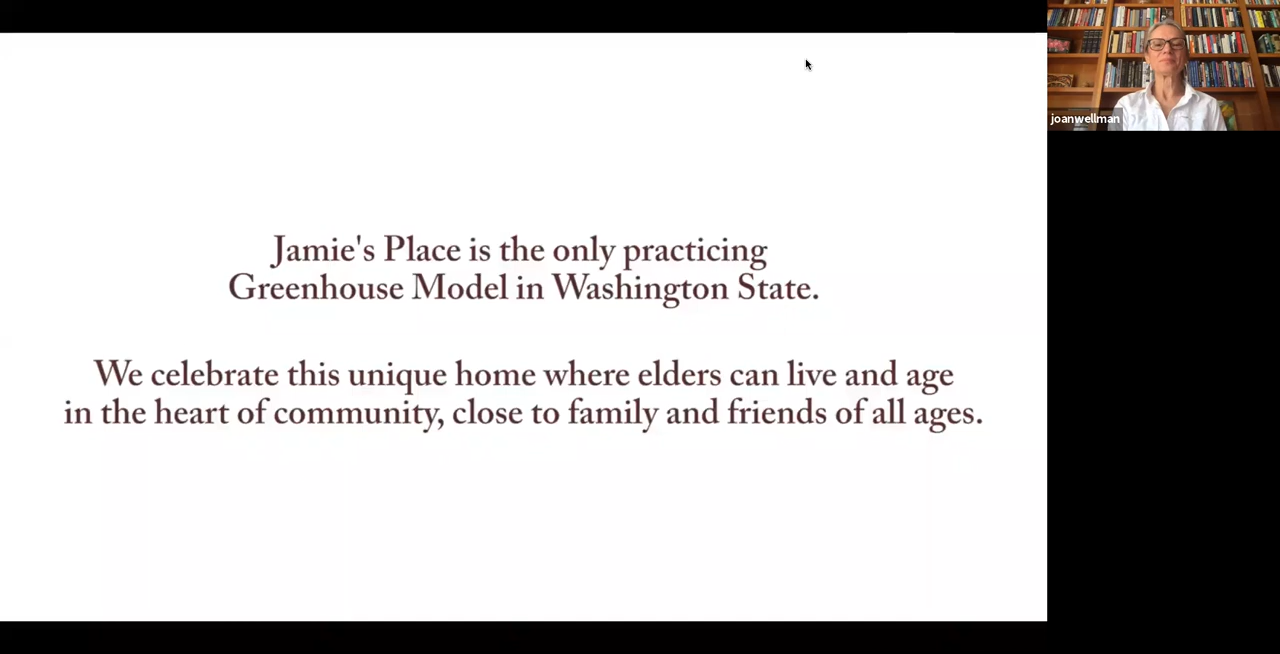 Jamie's Place is the only practicing
Greenhouse Model in Washington State.
We celebrate this unique home where elders can live and age
in the heart of community, close to family and friends of all ages.
joanwellman